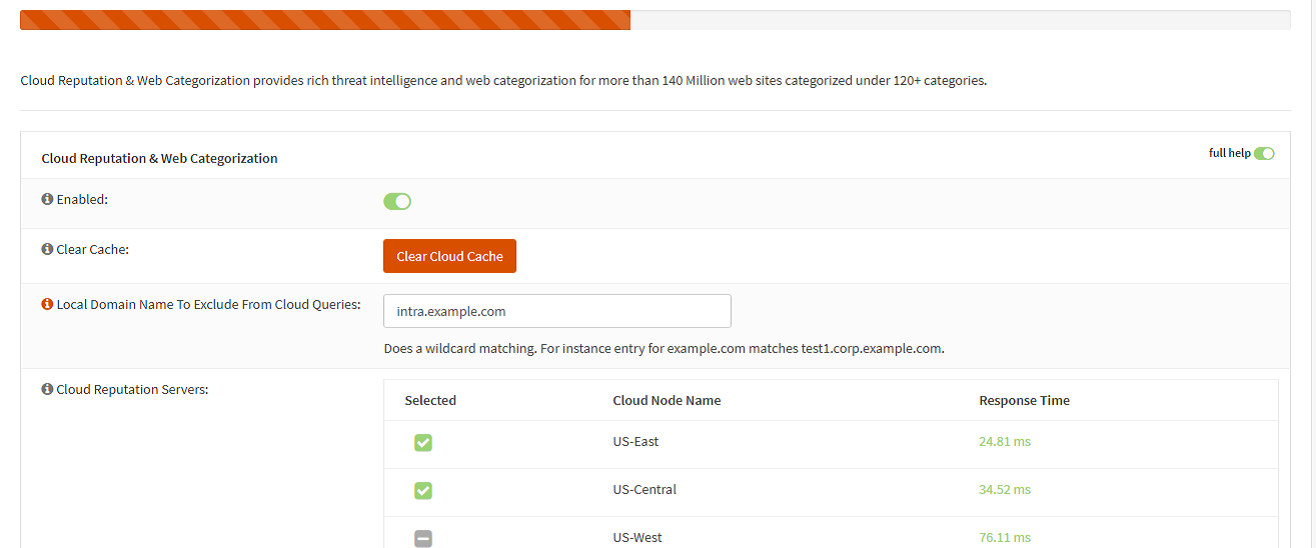 Cloud Reputation & Web Categorization provides rich threat intelligence and web categorization for more than 140 Million web sites categorized under 120+ categories.
Cloud Reputation & Web Categorization
full help
Enabled:
Clear Cache:
Clear Cloud Cache
Local Domain Name To Exclude From Cloud Queries:
intra.example.com
Does a wildcard matching. For instance entry for example.com matches test1.corp.example.com.
Cloud Reputation Servers:
Selected Cloud Node Name Response Time
US-East 24.81 ms
US-Central 34.52 ms
US-West 76.11 ms